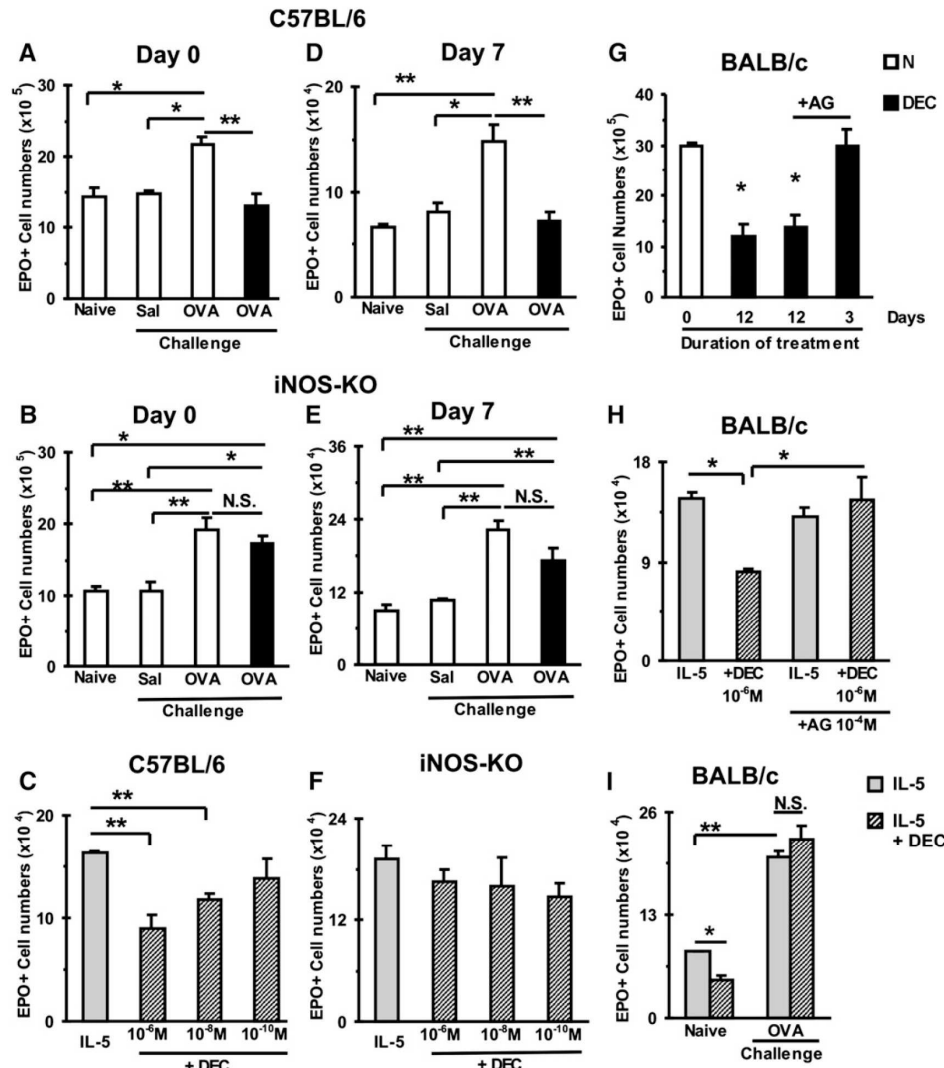 C57BL/6
A
Day 0
EPO+ Cell numbers (x10 5)
30
20
10
0
*
*
**
Naive Sal OVA OVA
Challenge
D
Day 7
EPO+ Cell numbers (x10 4)
20
10
0
**
*
**
Naive Sal OVA OVA
Challenge
G
BALB/c
N
DEC
EPO+ Cell Numbers (x10 5)
40
30
20
10
0
+AG
*
*
0 12 12 3 Days
Duration of treatment
iNOS-KO
B
Day 0
EPO+ Cell numbers (x10 5)
30
20
10
0
*
*
**
** N.S.
Naive Sal OVA OVA
Challenge
E
Day 7
EPO+ Cell numbers (x10 4)
36
24
12
0
**
**
**
** N.S.
Naive Sal OVA OVA
Challenge
H
BALB/c
EPO+ Cell numbers (x10 4)
18
9
0
*
*
IL-5 +DEC IL-5 +DEC
10-6M 10-6M
+AG 10-4M
C
C57BL/6
EPO+ Cell numbers (x10 4)
20
10
0
**
**
IL-5 10-6M 10-8M 10-10M
+ DEC
F
iNOS-KO
EPO+ Cell numbers (x10 4)
24
12
0
IL-5 10-6M 10-8M 10-10M
+ DEC
I
BALB/c
IL-5
IL-5
+ DEC
EPO+ Cell numbers (x10 4)
26
13
0
N.S.
**
*
Naive OVA
Challenge